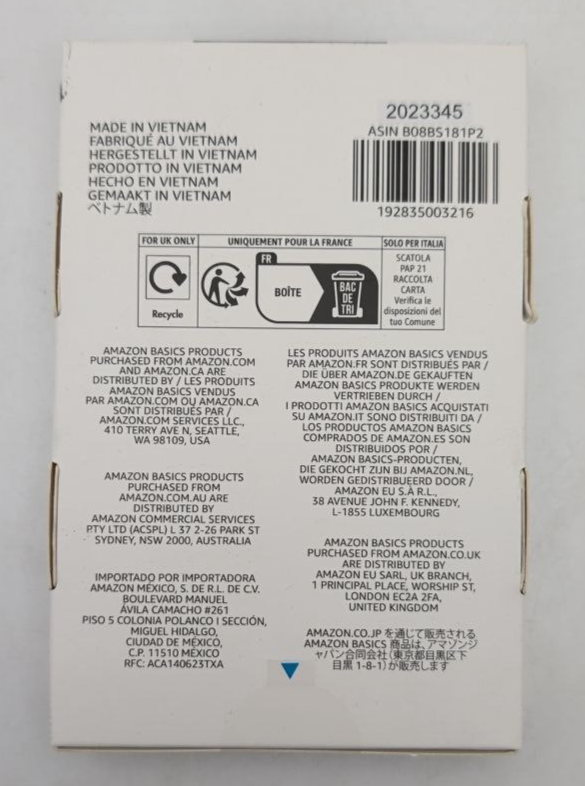 2023345
ASIN B08BS181P2
192835003216
MADE IN VIETNAM
FABRIQUÉ AU VIETNAM
HERGESTELLT IN VIETNAM
PRODOTTO IN VIETNAM
HECHO EN VIETNAM
GEMAAKT IN VIETNAM
ベトナム製
FOR UK ONLY
Recycle
UNIQUEMENT POUR LA FRANCE
FR
BOÎTE
BAC
DE
TRI
SOLO PER ITALIA
SCATOLA
PAP 21
RACCOLTA
CARTA
Verifica le
disposizioni del
tuo Comune
AMAZON BASICS PRODUCTS
PURCHASED FROM AMAZON.COM
AND AMAZON.CA ARE
DISTRIBUTED BY / LES PRODUITS
AMAZON BASICS VENDUS
PAR AMAZON.COM OU AMAZON.CA
SONT DISTRIBUÉS PAR /
AMAZON.COM SERVICES LLC.,
410 TERRY AVE N, SEATTLE,
WA 98109, USA
AMAZON BASICS PRODUCTS
PURCHASED FROM
AMAZON.COM.AU ARE
DISTRIBUTED BY
AMAZON COMMERCIAL SERVICES
PTY LTD (ACSPL) L 37 2-26 PARK ST
SYDNEY, NSW 2000, AUSTRALIA
IMPORTADO POR IMPORTADORA
AMAZON MÉXICO, S. DE R.L. DE C.V.
BOULEVARD MANUEL
ÁVILA CAMACHO #261
PISO 5 COLONIA POLANCO I SECCIÓN,
MIGUEL HIDALGO,
CIUDAD DE MÉXICO,
C.P. 11510 MÉXICO
RFC: ACA140623TXA
LES PRODUITS AMAZON BASICS VENDUS
PAR AMAZON.FR SONT DISTRIBUÉS PAR /
DIE ÜBER AMAZON.DE GEKAUFTEN
AMAZON BASICS PRODUKTE WERDEN
VERTRIEBEN DURCH /
I PRODOTTI AMAZON BASICS ACQUISTATI
SU AMAZON.IT SONO DISTRIBUITI DA /
LOS PRODUCTOS AMAZON BASICS
COMPRADOS DE AMAZON.ES SON
DISTRIBUIDOS POR /
AMAZON BASICS-PRODUCTEN,
DIE GEKOCHT ZIJN BIJ AMAZON.NL,
WORDEN GEDISTRIBUEERD DOOR /
AMAZON EU S.À R.L.,
38 AVENUE JOHN F. KENNEDY,
L-1855 LUXEMBOURG
AMAZON BASICS PRODUCTS
PURCHASED FROM AMAZON.CO.UK
ARE DISTRIBUTED BY
AMAZON EU SARL, UK BRANCH,
1 PRINCIPAL PLACE, WORSHIP ST,
LONDON EC2A 2FA,
UNITED KINGDOM
AMAZON.CO.JP を通じて販売される
AMAZON BASICS 商品は、アマゾンジ
ャパン合同会社(東京都目黒区下
目黒 1-8-1)が販売します